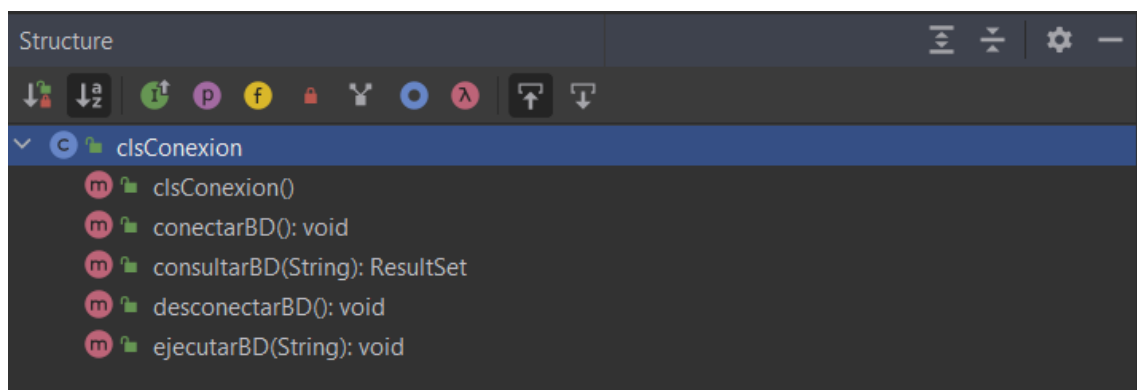 Structure
clsConexion
clsConexion()
conectarBD(): void
consultarBD(String): ResultSet
desconectarBD(): void
ejecutarBD(String): void